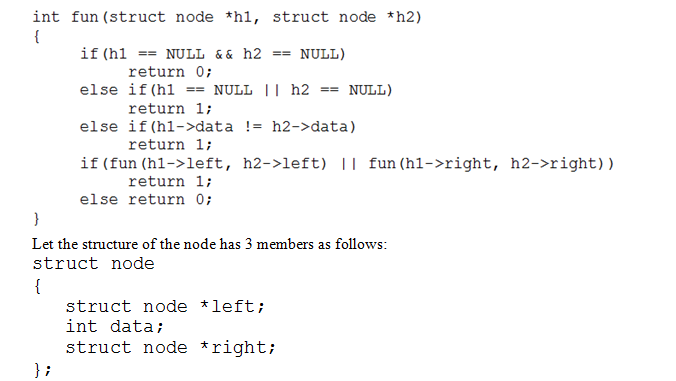 int fun(struct node *h1, struct node *h2)
{
if(h1 == NULL && h2 == NULL)
return 0;
else if(h1 == NULL || h2 == NULL)
return 1;
else if(h1->data != h2->data)
return 1;
if(fun(h1->left, h2->left) || fun(h1->right, h2->right))
return 1;
else return 0;
}
Let the structure of the node has 3 members as follows:
struct node
{
struct node *left;
int data;
struct node *right;
};